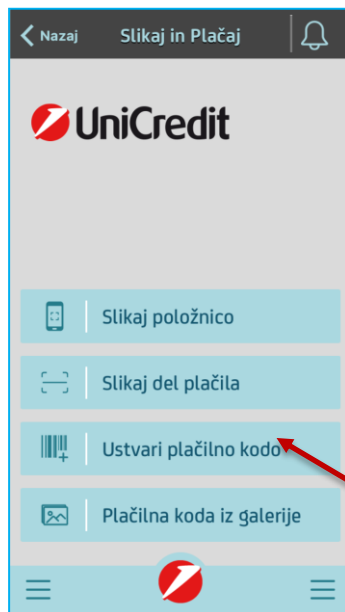 Nazaj Slikaj in Plačaj
UniCredit
Slikaj položnico
Slikaj del plačila
Ustvari plačilno kodo
Plačilna koda iz galerije